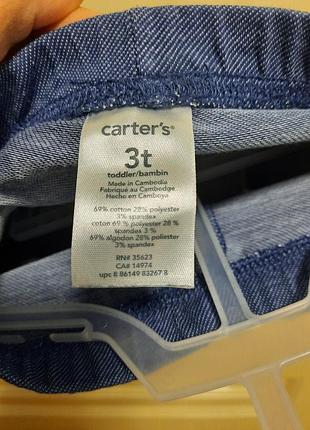 carter's®
3t
toddler/bambin
Made in Cambodia
Fabriqué au Cambodge
Hecho en Camboya
69% cotton 28% polyester
3% spandex
coton 69 % polyester 28 %
spandex 3 %
69% algodon 28% poliester
3% spandex
RN# 35623
CA# 14974
upc 8 86149 83267 8